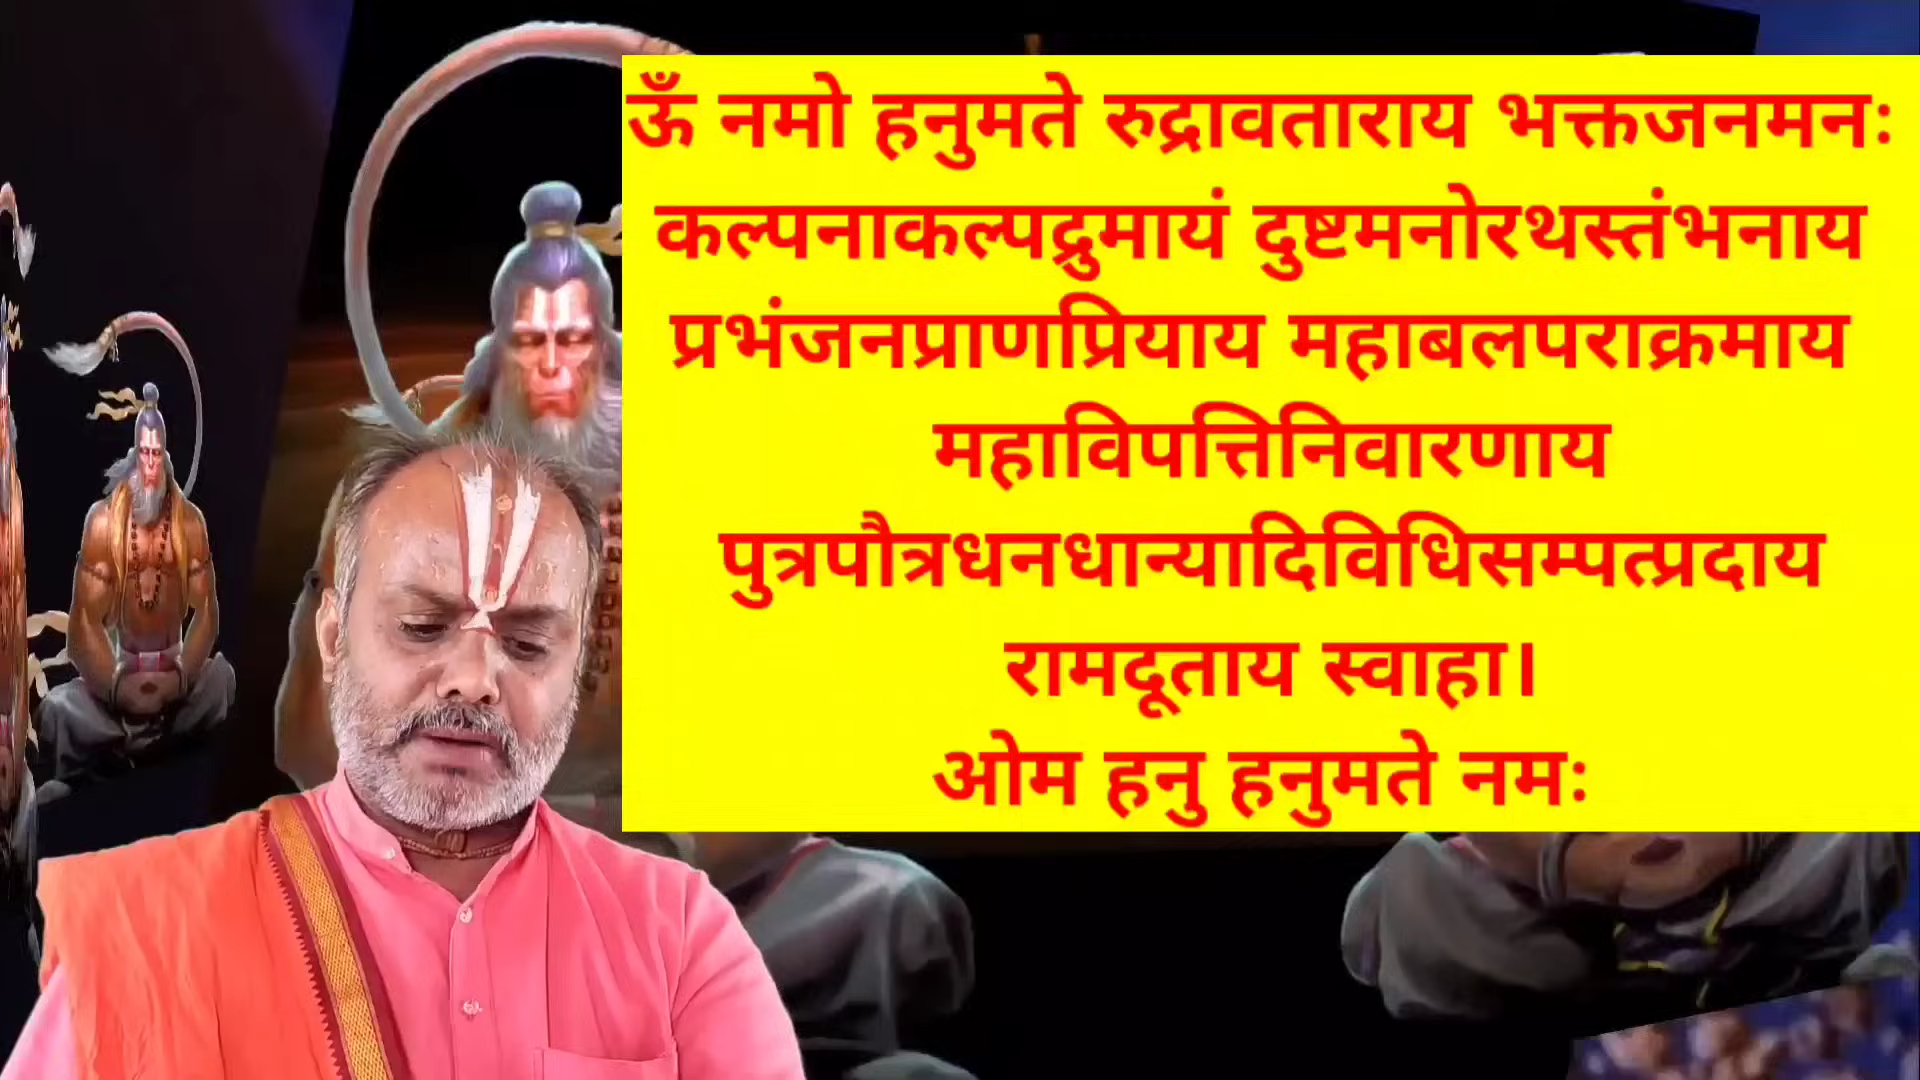 ऊँ नमो हनुमते रुद्रावताराय भक्तजनमनः
कल्पनाकल्पद्रुमायं दुष्टमनोरथस्तंभनाय
प्रभंजनप्राणप्रियाय महाबलपराक्रमाय
महाविपत्तिनिवारणाय
पुत्रपौत्रधनधान्यादिविधिसम्पत्प्रदाय
रामदूताय स्वाहा।
ओम हनु हनुमते नमः